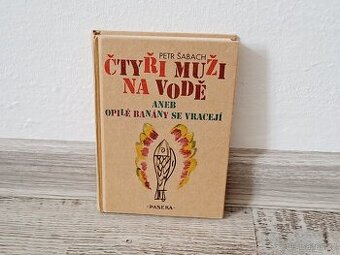 PETR ŠABACH
ČTYŘI MUŽI
NA VODĚ
ANEB
OPILÉ BANÁNY SE VRACEJÍ
·PASEKA·